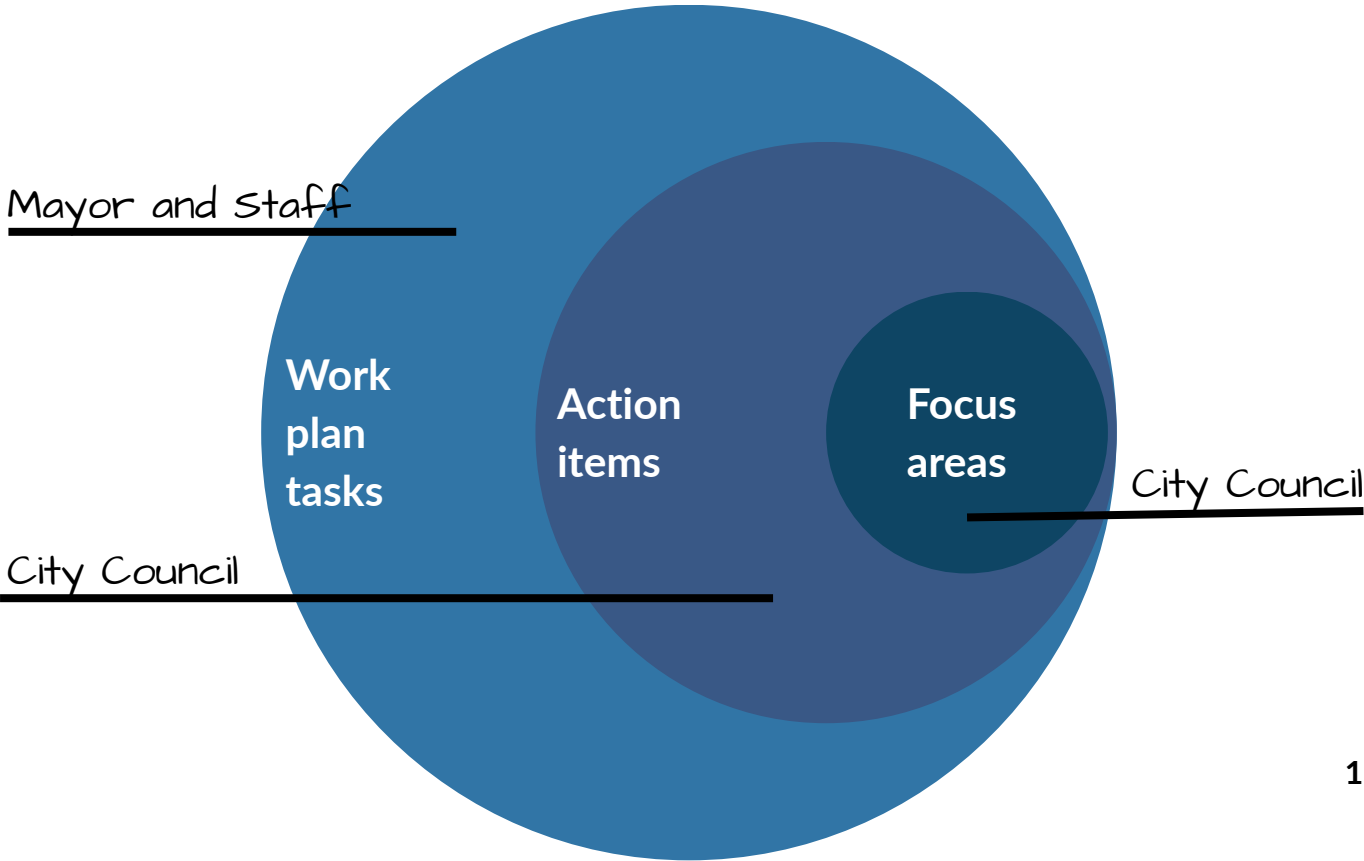 Mayor and Staff
Work
plan
tasks
Action
items
Focus
areas
City Council
City Council
1